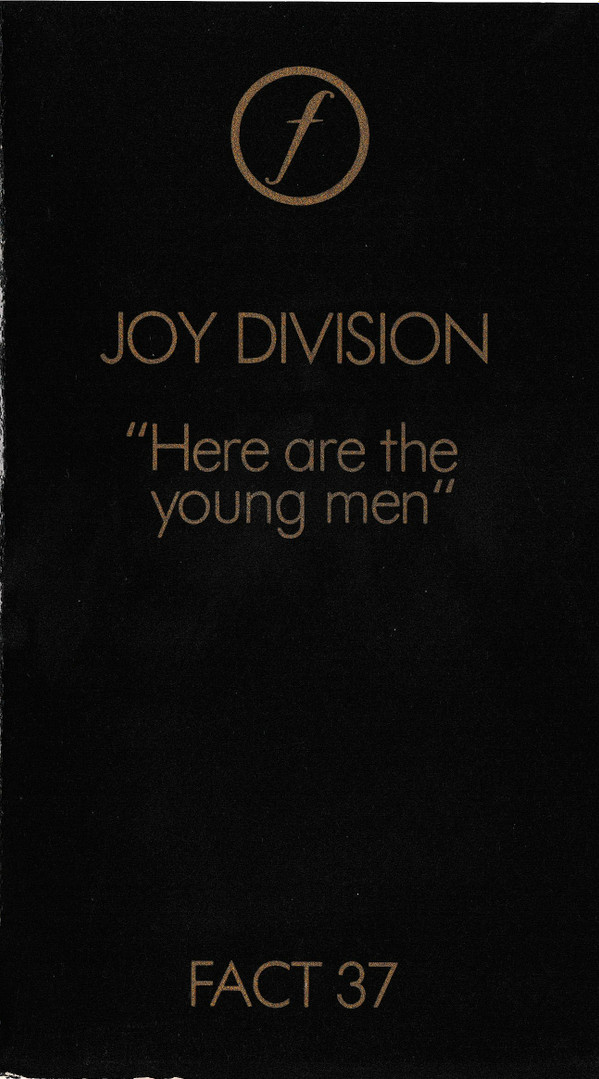 f
JOY DIVISION
“Here are the
young men“
FACT 37